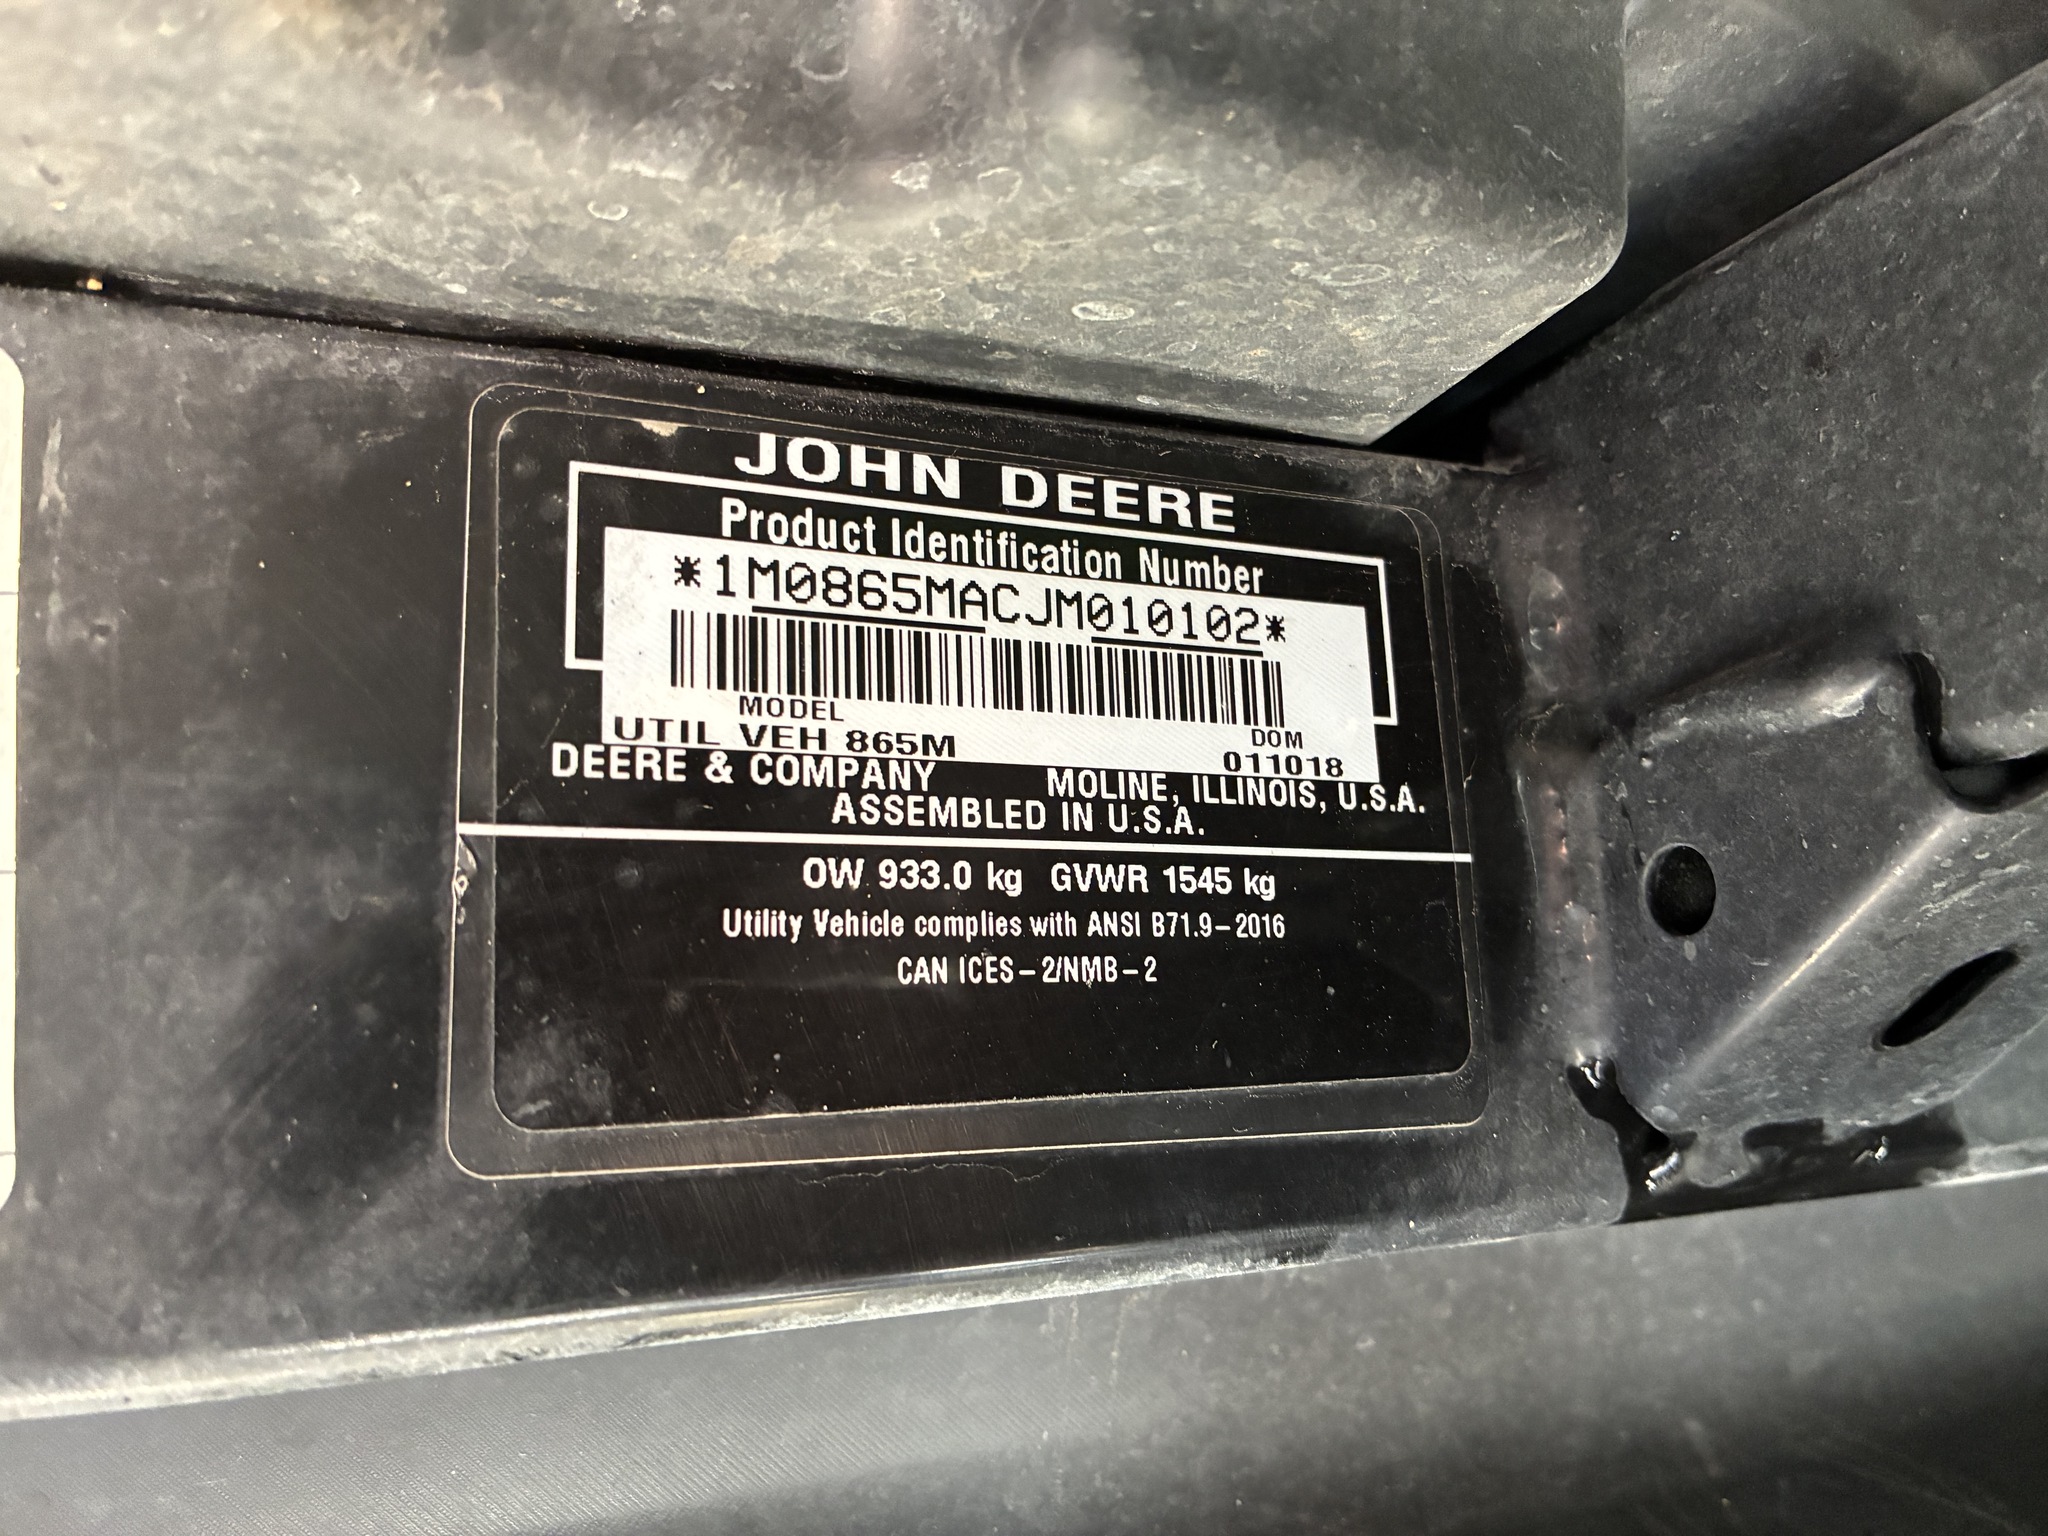 JOHN DEERE
Product Identification Number
*1M0865MACJM010102*
MODEL
DOM
UTIL VEH 865M
011018
DEERE & COMPANY MOLINE, ILLINOIS, U.S.A.
ASSEMBLED IN U.S.A.
OW 933.0 kg GVWR 1545 kg
Utility Vehicle complies with ANSI B71.9-2016
CAN ICES-2/NMB-2